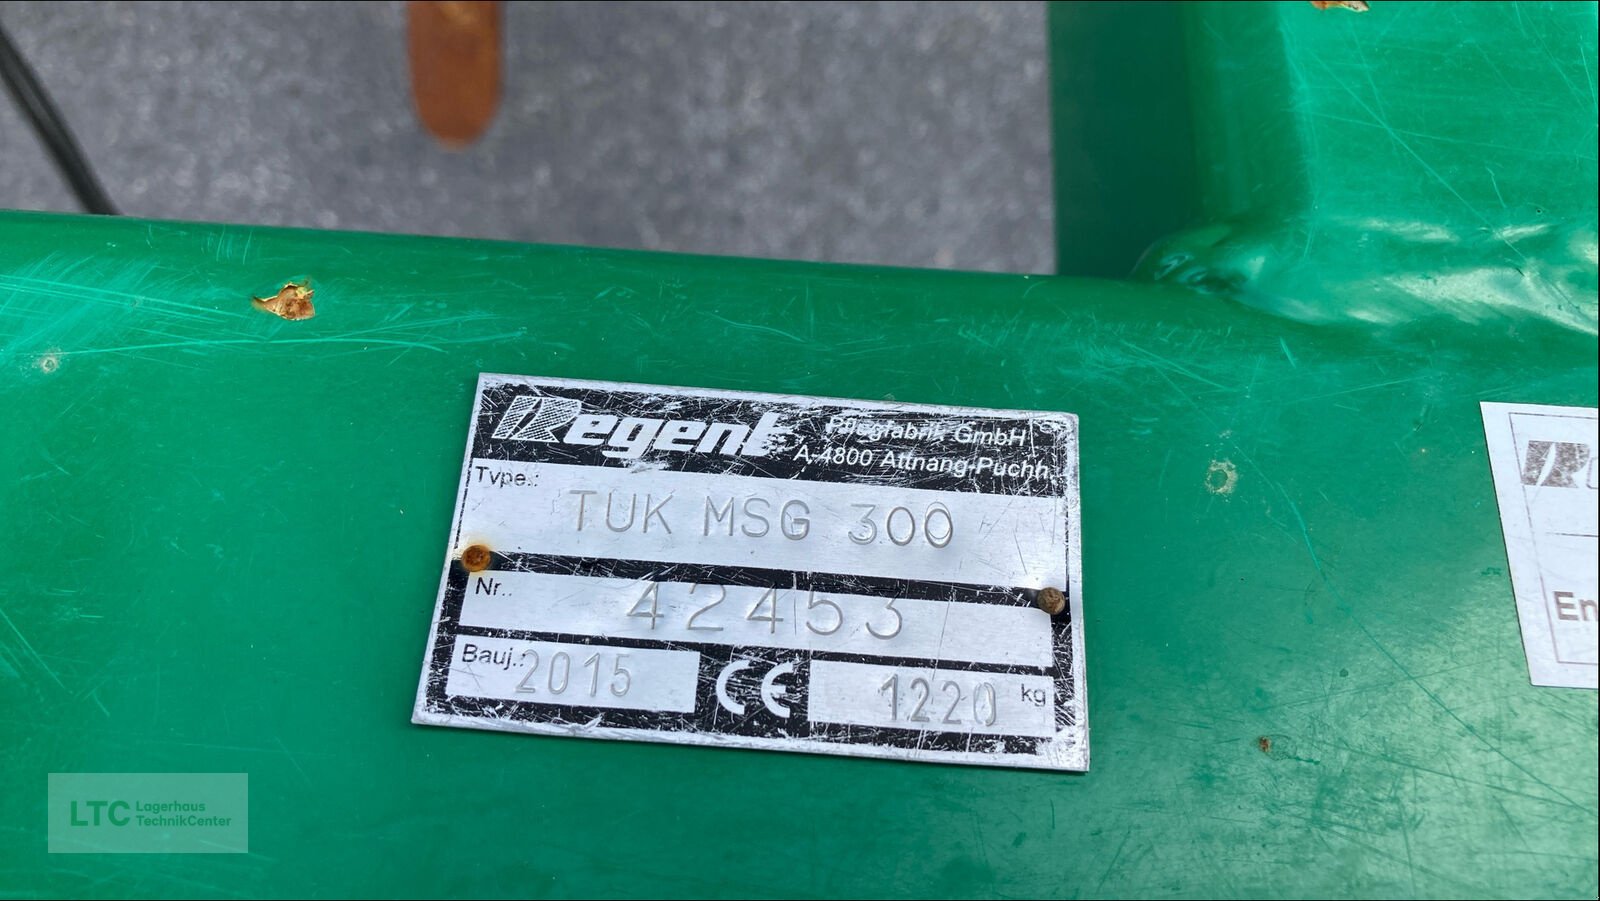 Regent Pflugfabrik GmbH
A-4800 Attnang-Puchh.
Type.:
TUK MSG 300
Nr.:
42453
Bauj.: 2015 CE 1220 kg
En
LTC Lagerhaus
TechnikCenter